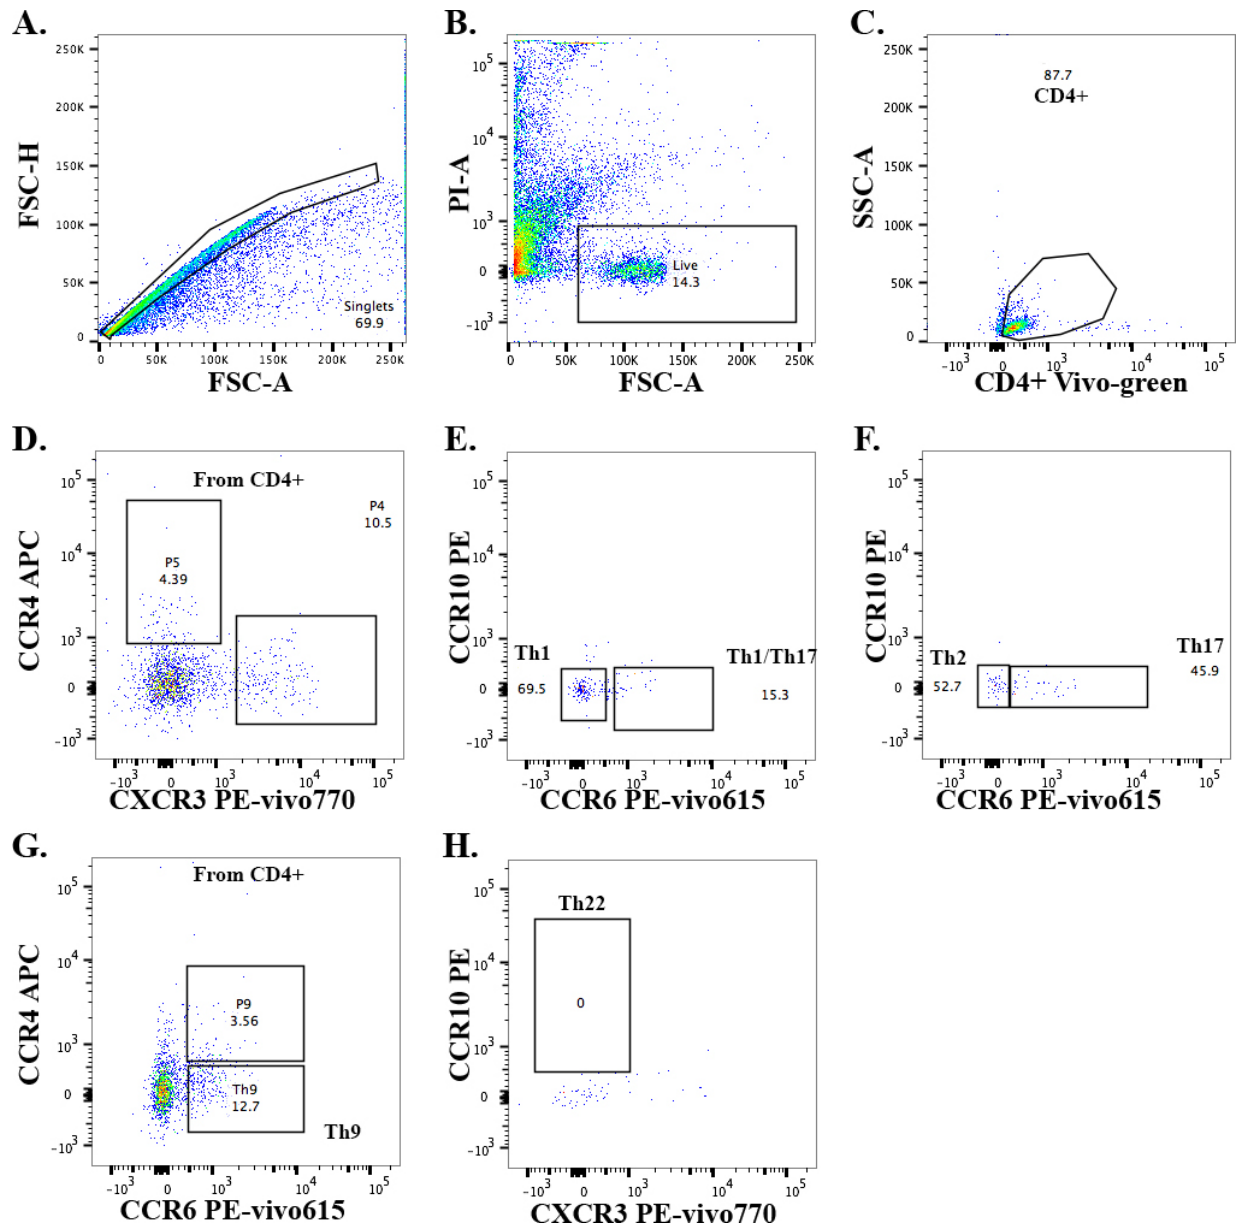 A.
FSC-H
250K
200K
150K
100K
50K
0
Singlets
69.9
0 50K 100K 150K 200K 250K
FSC-A
B.
PI-A
10^5
10^4
10^3
0
-10^3
Live
14.3
0 50K 100K 150K 200K 250K
FSC-A
C.
SSC-A
250K
200K
150K
100K
50K
0
87.7
CD4+
-10^3 0 10^3 10^4 10^5
CD4+ Vivo-green
D.
CCR4 APC
10^5
10^4
10^3
0
-10^3
From CD4+
P4
10.5
P5
4.39
-10^3 0 10^3 10^4 10^5
CXCR3 PE-vivo770
E.
CCR10 PE
10^5
10^4
10^3
0
-10^3
Th1
69.5
Th1/Th17
15.3
-10^3 0 10^3 10^4 10^5
CCR6 PE-vivo615
F.
CCR10 PE
10^5
10^4
10^3
0
-10^3
Th2
52.7
Th17
45.9
-10^3 0 10^3 10^4 10^5
CCR6 PE-vivo615
G.
CCR4 APC
10^5
10^4
10^3
0
-10^3
From CD4+
P9
3.56
Th9
12.7
Th9
-10^3 0 10^3 10^4 10^5
CCR6 PE-vivo615
H.
CCR10 PE
10^5
10^4
10^3
0
-10^3
Th22
0
-10^3 0 10^3 10^4 10^5
CXCR3 PE-vivo770